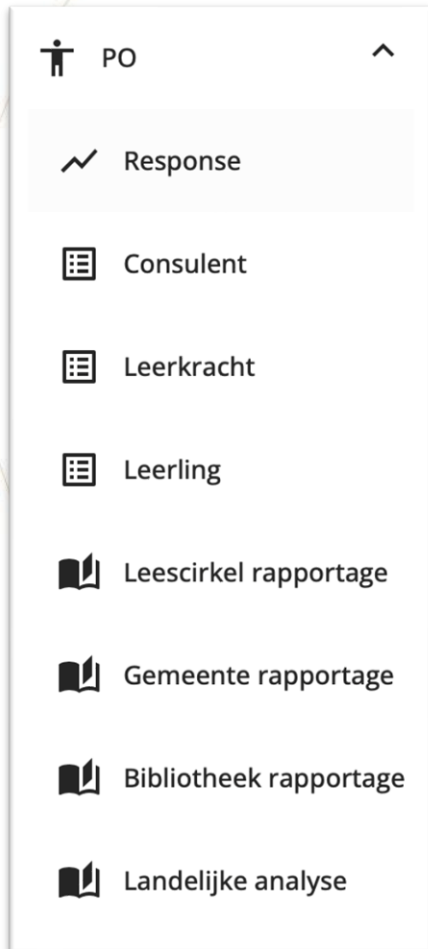 PO
Response
Consulent
Leerkracht
Leerling
Leescirkel rapportage
Gemeente rapportage
Bibliotheek rapportage
Landelijke analyse